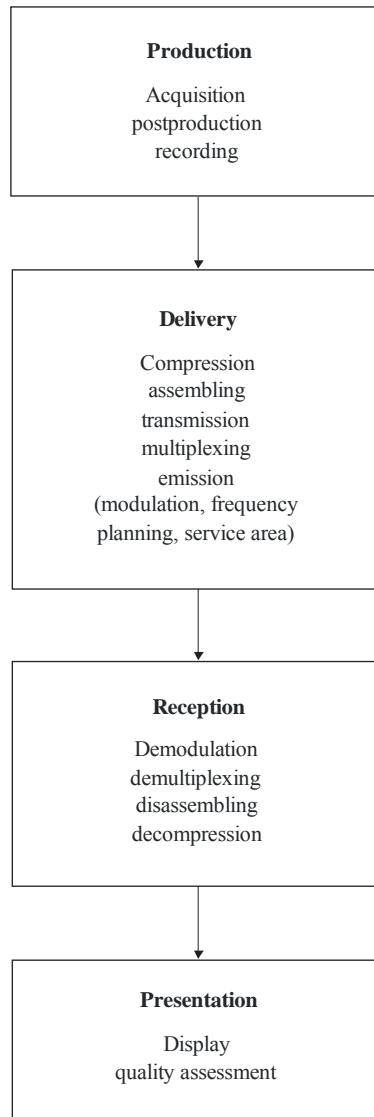 Production
Acquisition
postproduction
recording
Delivery
Compression
assembling
transmission
multiplexing
emission
(modulation, frequency
planning, service area)
Reception
Demodulation
demultiplexing
disassembling
decompression
Presentation
Display
quality assessment